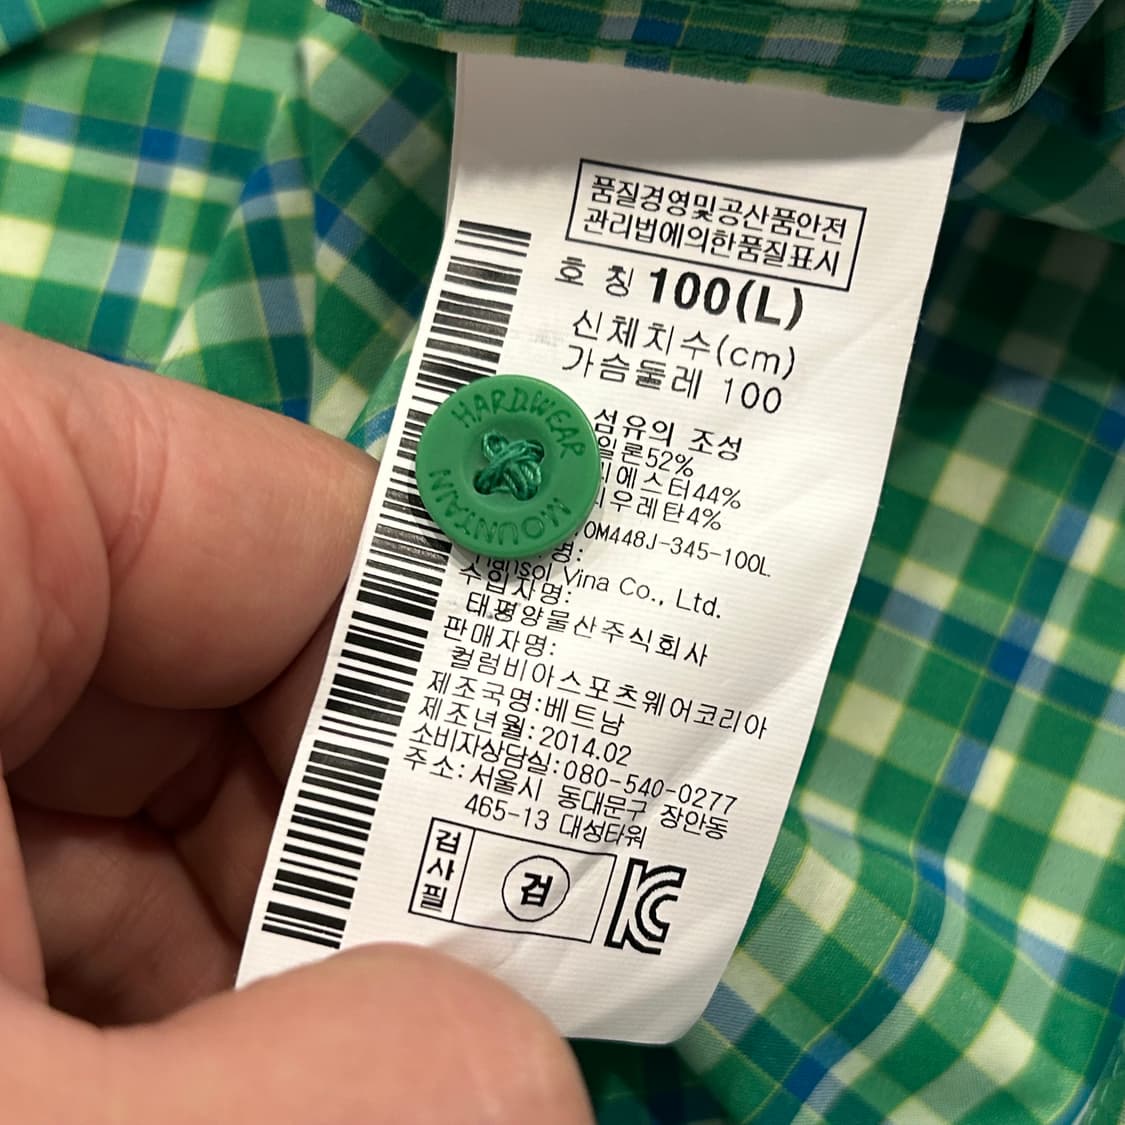 품질경영및공산품안전
관리법에의한품질표시
호 칭 100(L)
신체치수(cm)
가슴둘레 100
섬유의 조성
일론52%
에스터44%
우레탄4%
OM448J-345-100L
명:
Hansol Vina Co., Ltd.
수입자명:
태평양물산주식회사
판매자명:
컬럼비아스포츠웨어코리아
제조국명:베트남
제조년월:2014.02
소비자상담실:080-540-0277
주소:서울시 동대문구 장안동
465-13 대성타워
검사필
검
KC
HARDWEAR
MOUNTAIN